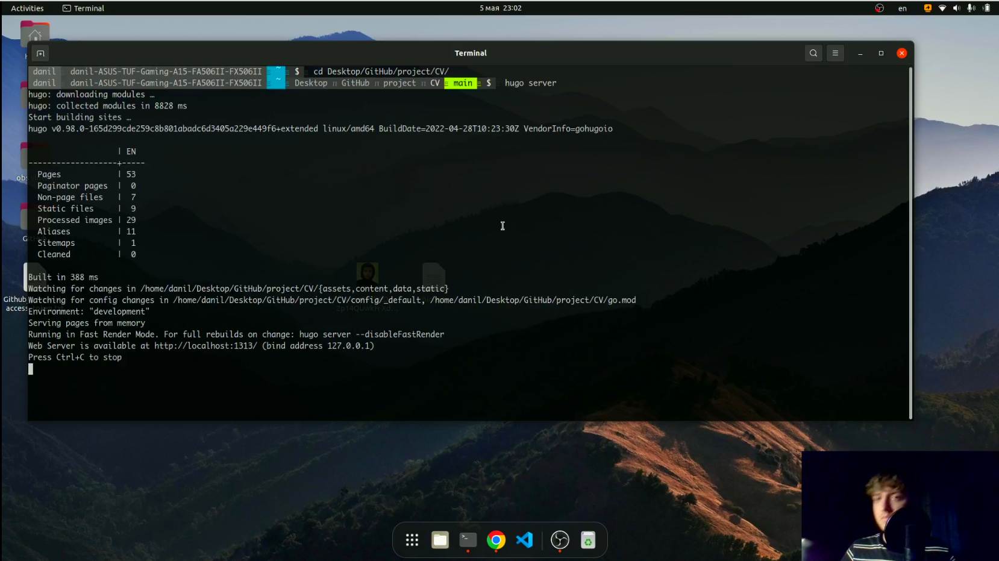 Activities Terminal 5 мая 23:02 en
Terminal
danil danil-ASUS-TUF-Gaming-A15-FA506II-FX506II ~ $ cd Desktop/GitHub/project/CV/
danil danil-ASUS-TUF-Gaming-A15-FA506II-FX506II ~ Desktop GitHub project CV main $ hugo server
hugo: downloading modules …
hugo: collected modules in 8828 ms
Start building sites …
hugo v0.98.0-165d299cde259c8b801abadc6d3405a229e449f6+extended linux/amd64 BuildDate=2022-04-28T10:23:30Z VendorInfo=gohugoio
| EN
-------------------+-----
Pages | 53
Paginator pages | 0
Non-page files | 7
Static files | 9
Processed images | 29
Aliases | 11
Sitemaps | 1
Cleaned | 0
Built in 388 ms
Watching for changes in /home/danil/Desktop/GitHub/project/CV/{assets,content,data,static}
Watching for config changes in /home/danil/Desktop/GitHub/project/CV/config/_default, /home/danil/Desktop/GitHub/project/CV/go.mod
Environment: "development"
Serving pages from memory
Running in Fast Render Mode. For full rebuilds on change: hugo server --disableFastRender
Web Server is available at http://localhost:1313/ (bind address 127.0.0.1)
Press Ctrl+C to stop
Github